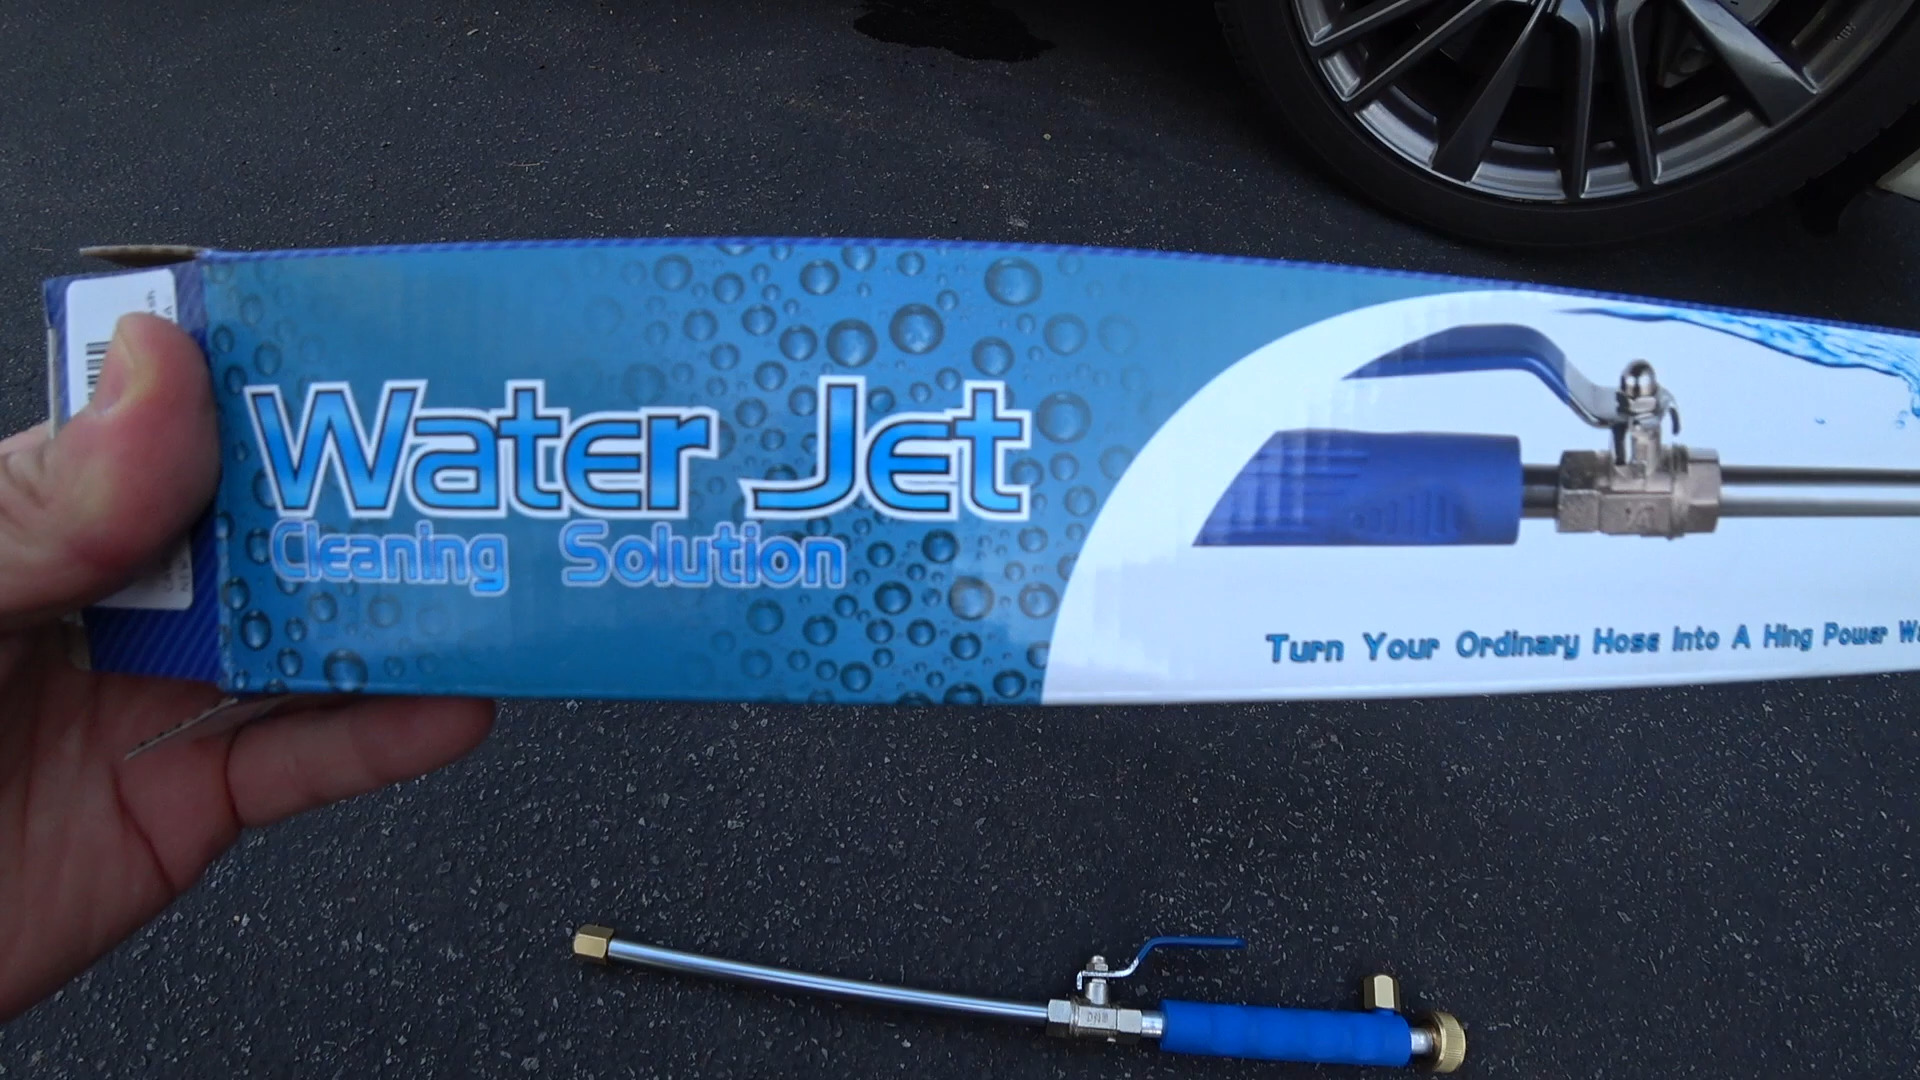 Water Jet
Cleaning Solution
Turn Your Ordinary Hose Into A Hing Power